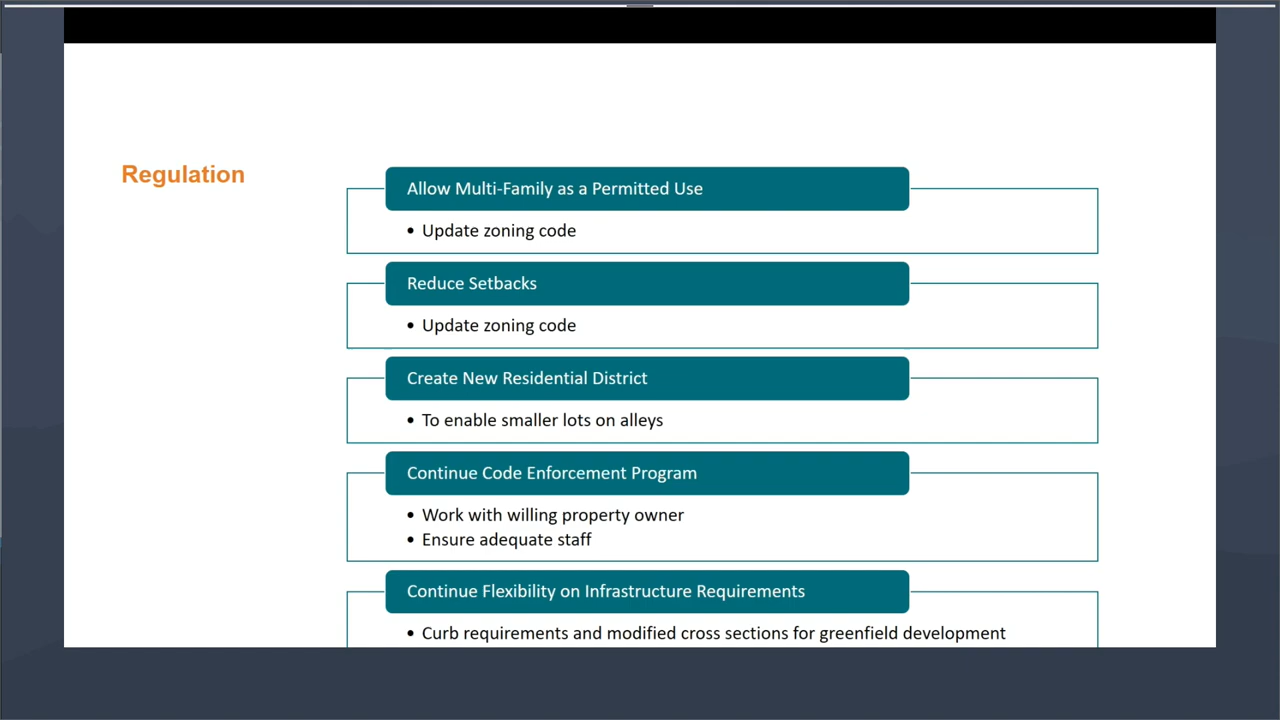 Regulation
Allow Multi-Family as a Permitted Use
• Update zoning code
Reduce Setbacks
• Update zoning code
Create New Residential District
• To enable smaller lots on alleys
Continue Code Enforcement Program
• Work with willing property owner
• Ensure adequate staff
Continue Flexibility on Infrastructure Requirements
• Curb requirements and modified cross sections for greenfield development